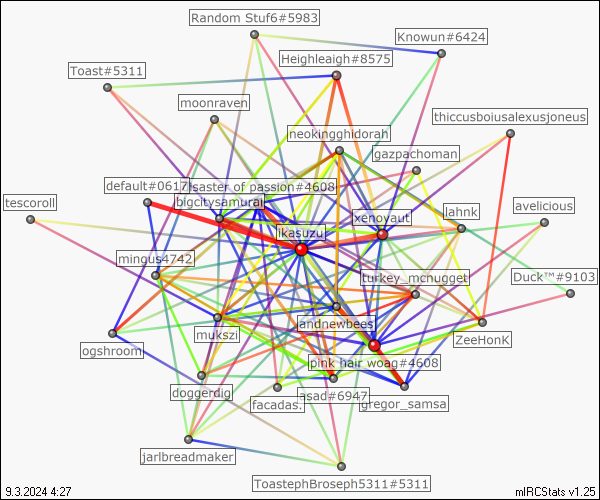 Random Stuf6#5983
Knowun#6424
Heighleaigh#8575
Toast#5311
moonraven
thiccusboiusalexusjoneus
neokingghidorah
gazpachoman
default#0617
saster of passion#4608
bigcitysamurai
tescoroll
xenoyaut
lahnk
avelicious
ikasuzu
mingus4742
turkey_mcnugget
Duck™#9103
landnewbees
mukszi
ZeeHonK
ogshroom
pink hair woag#4608
doggerdig
facadas.
asad#6947
gregor_samsa
jarlbreadmaker
ToastephBroseph5311#5311
9.3.2024 4:27
mIRCStats v1.25